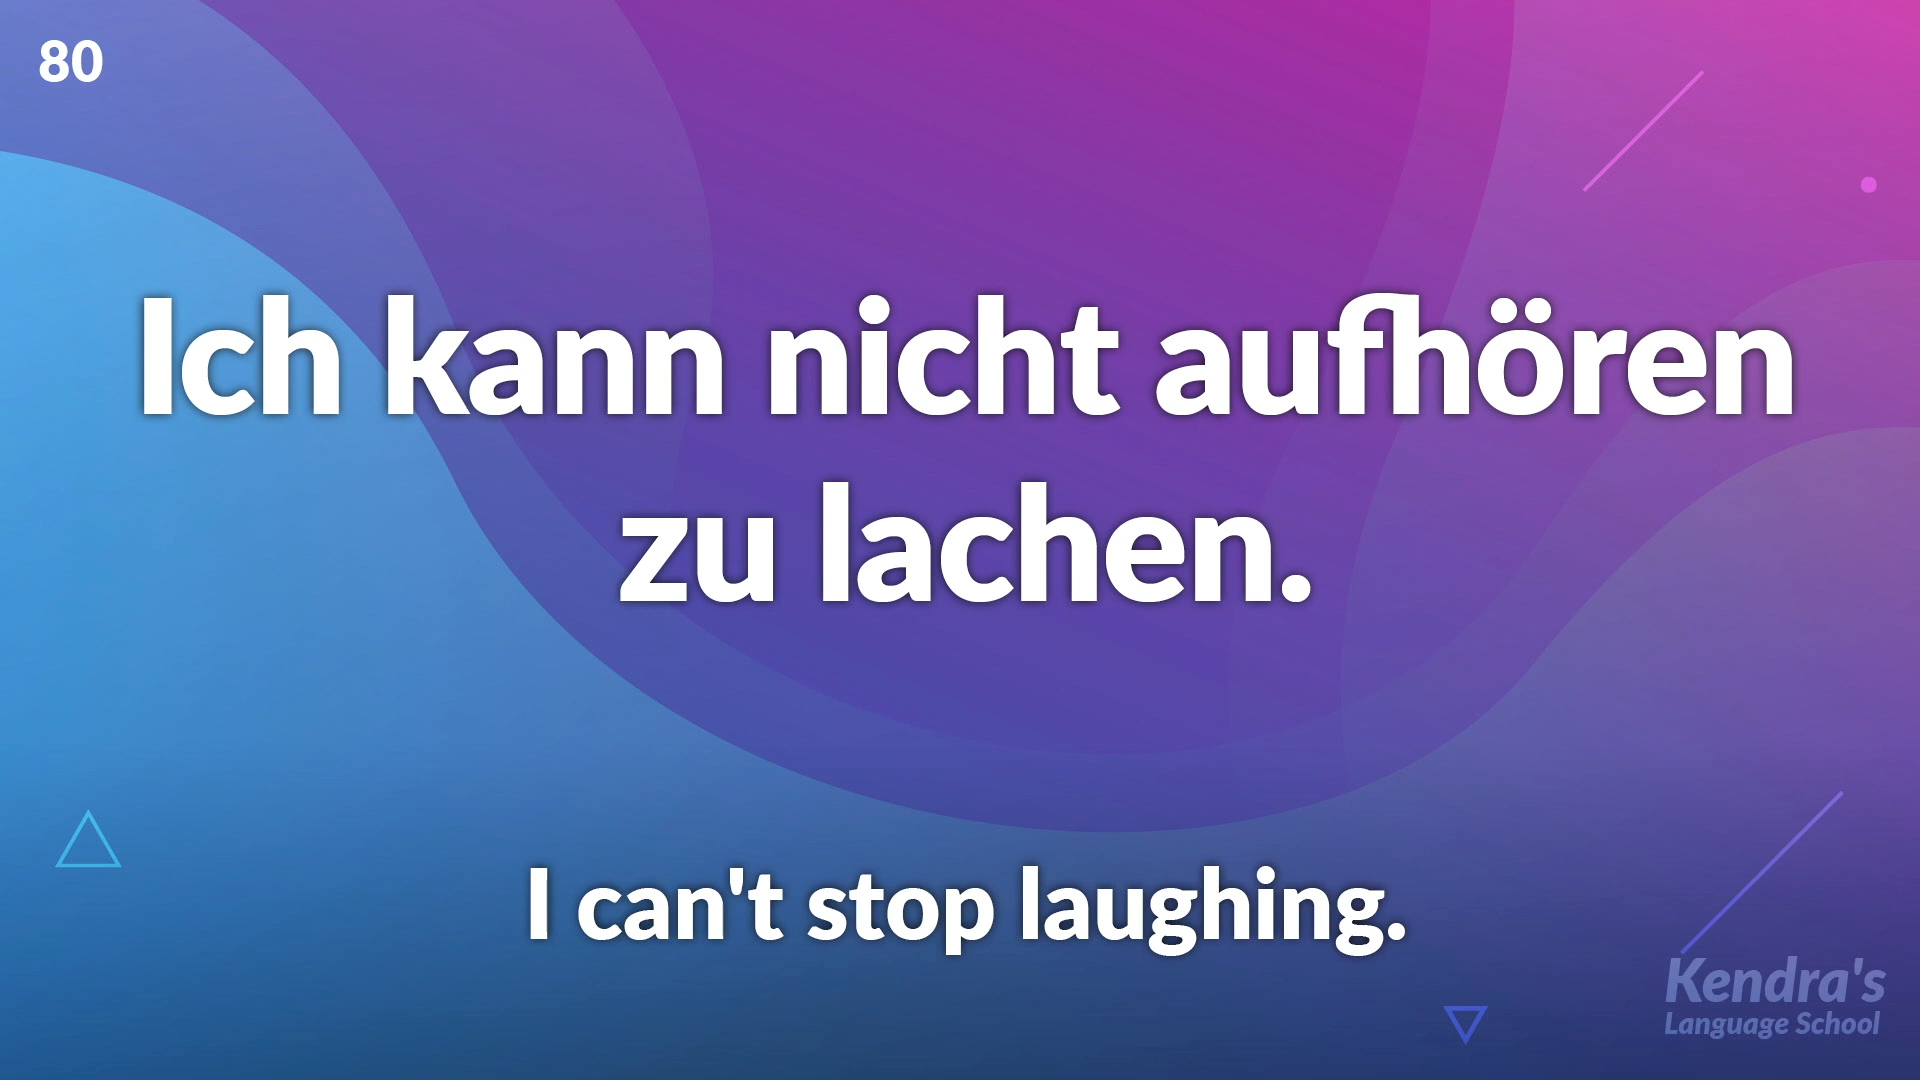 80
Ich kann nicht aufhören
zu lachen.
I can't stop laughing.
Kendra's
Language School